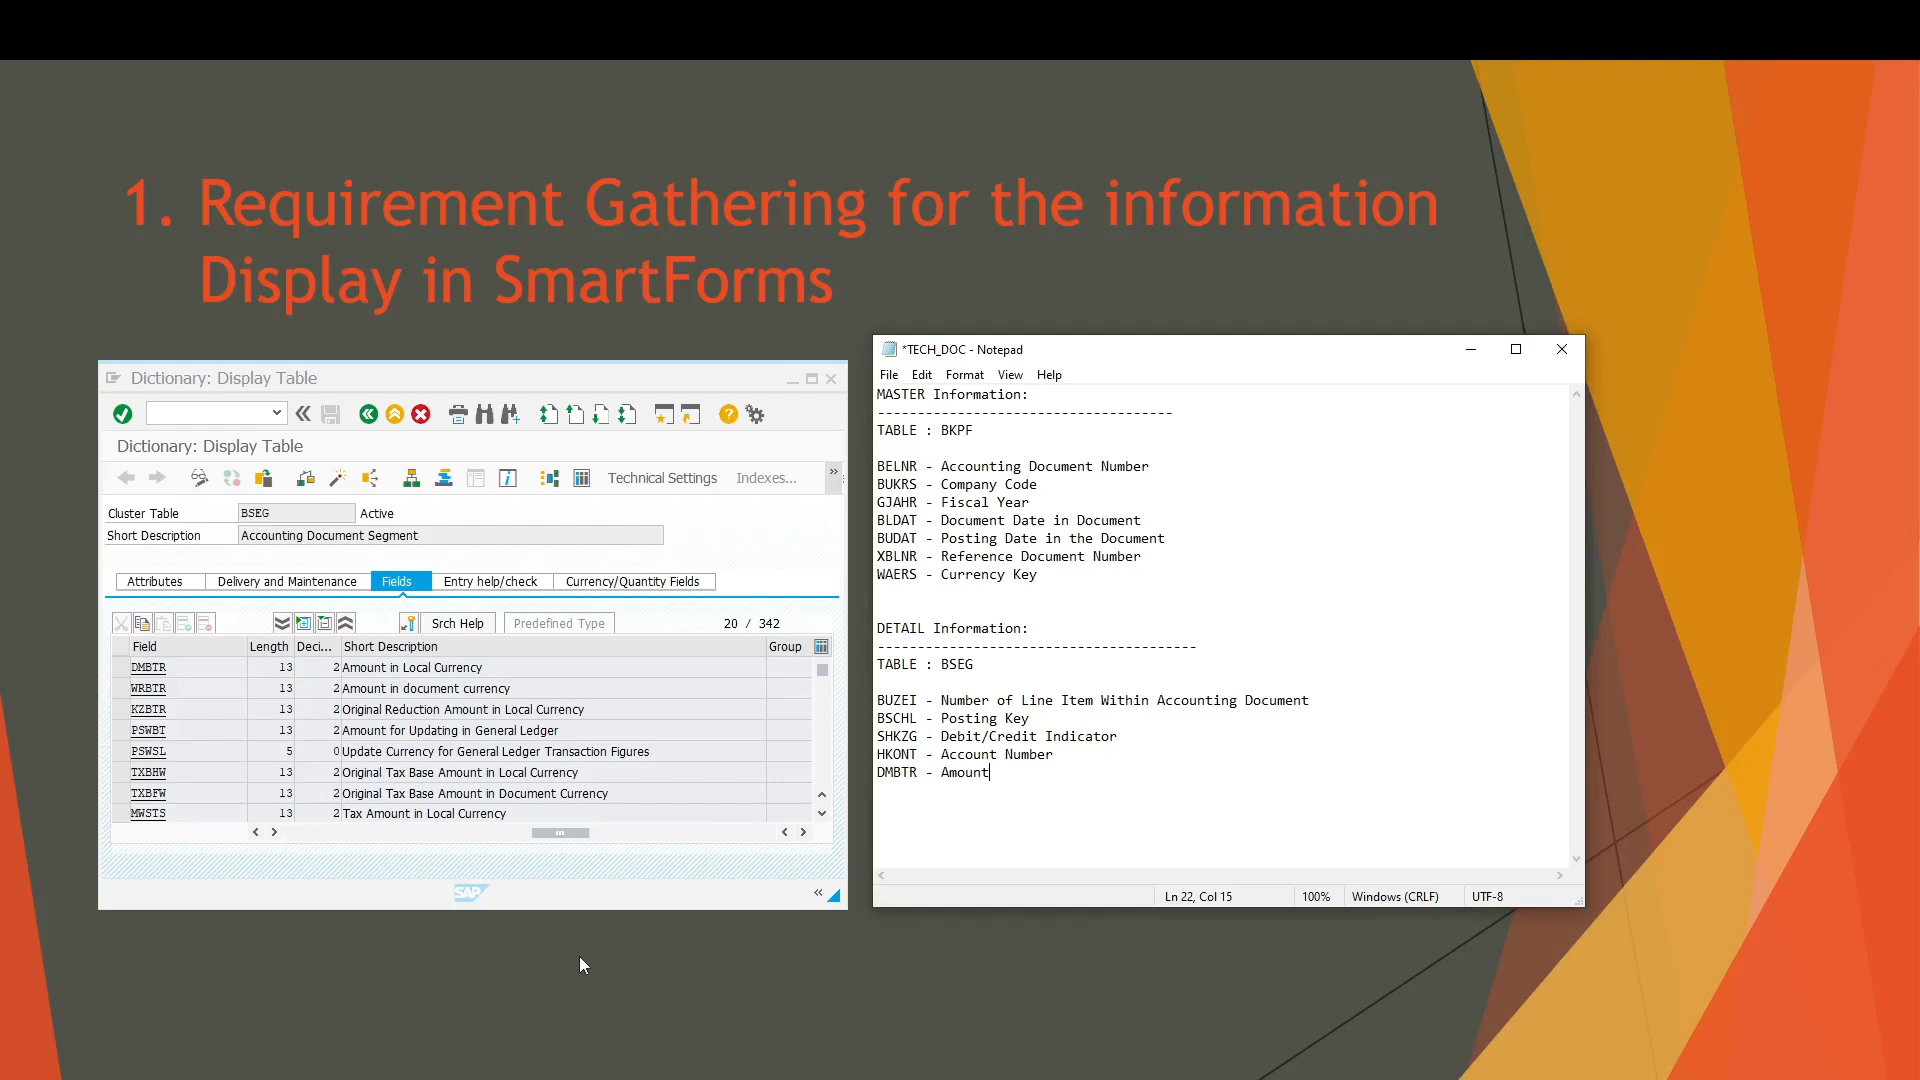 1. Requirement Gathering for the information
Display in SmartForms
Dictionary: Display Table
Dictionary: Display Table
Technical Settings Indexes...
Cluster Table BSEG Active
Short Description Accounting Document Segment
Attributes Delivery and Maintenance Fields Entry help/check Currency/Quantity Fields
Srch Help Predefined Type 20 / 342
Field Length Deci... Short Description Group
DMBTR 13 2 Amount in Local Currency
WRBTR 13 2 Amount in document currency
KZBTR 13 2 Original Reduction Amount in Local Currency
PSWBT 13 2 Amount for Updating in General Ledger
PSWSL 5 0 Update Currency for General Ledger Transaction Figures
TXBHW 13 2 Original Tax Base Amount in Local Currency
TXBFW 13 2 Original Tax Base Amount in Document Currency
MWSTS 13 2 Tax Amount in Local Currency
SAP
*TECH_DOC - Notepad
File Edit Format View Help
MASTER Information:
-------------------------------------
TABLE : BKPF
BELNR - Accounting Document Number
BUKRS - Company Code
GJAHR - Fiscal Year
BLDAT - Document Date in Document
BUDAT - Posting Date in the Document
XBLNR - Reference Document Number
WAERS - Currency Key
DETAIL Information:
----------------------------------------
TABLE : BSEG
BUZEI - Number of Line Item Within Accounting Document
BSCHL - Posting Key
SHKZG - Debit/Credit Indicator
HKONT - Account Number
DMBTR - Amount
Ln 22, Col 15 100% Windows (CRLF) UTF-8